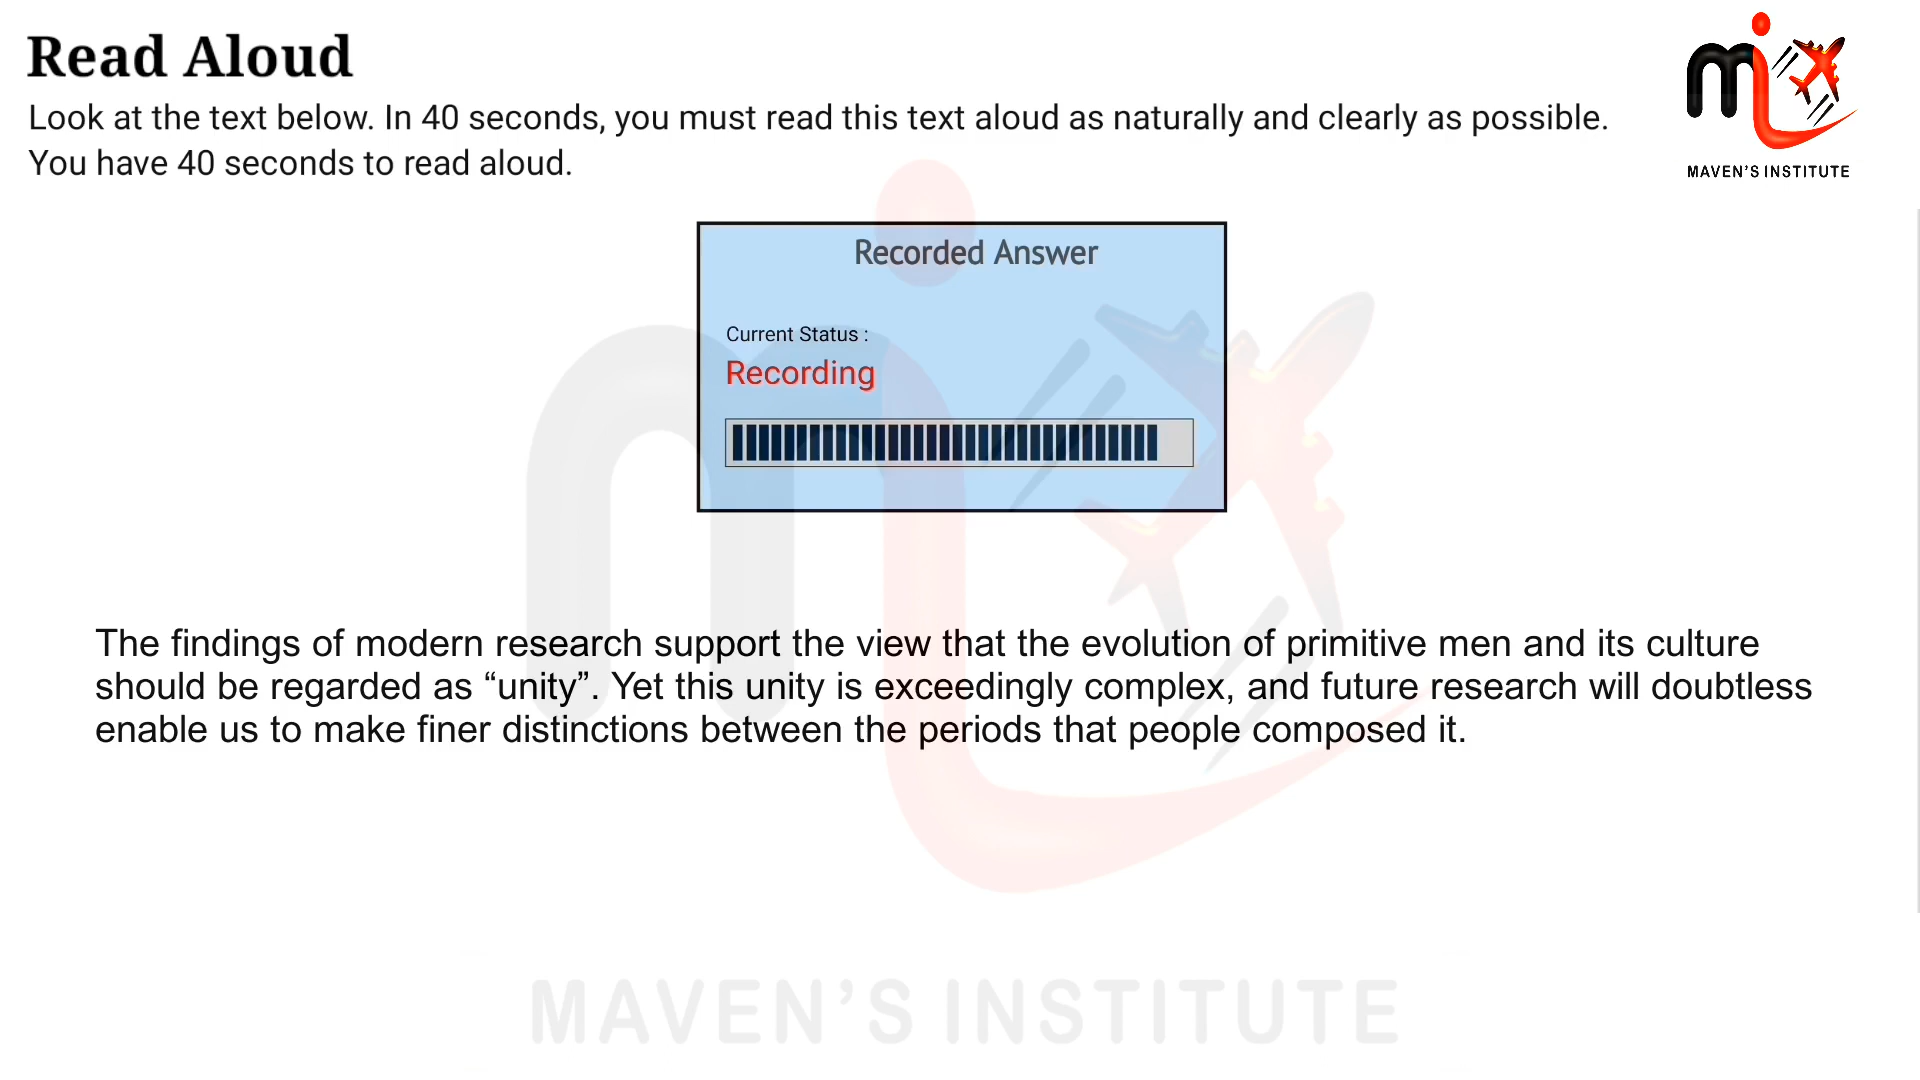 Read Aloud
Look at the text below. In 40 seconds, you must read this text aloud as naturally and clearly as possible.
You have 40 seconds to read aloud.
MAVEN'S INSTITUTE
Recorded Answer
Current Status :
Recording
The findings of modern research support the view that the evolution of primitive men and its culture
should be regarded as “unity”. Yet this unity is exceedingly complex, and future research will doubtless
enable us to make finer distinctions between the periods that people composed it.
MAVEN'S INSTITUTE